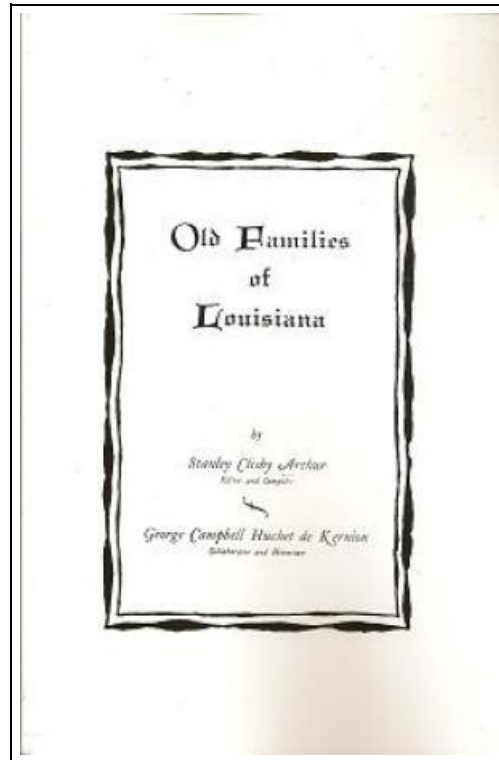 Old Families
of
Louisiana
by
Stanley Clisby Arthur
Editor and Compiler
George Campbell Huchet de Kernion
Collaborator and Historian